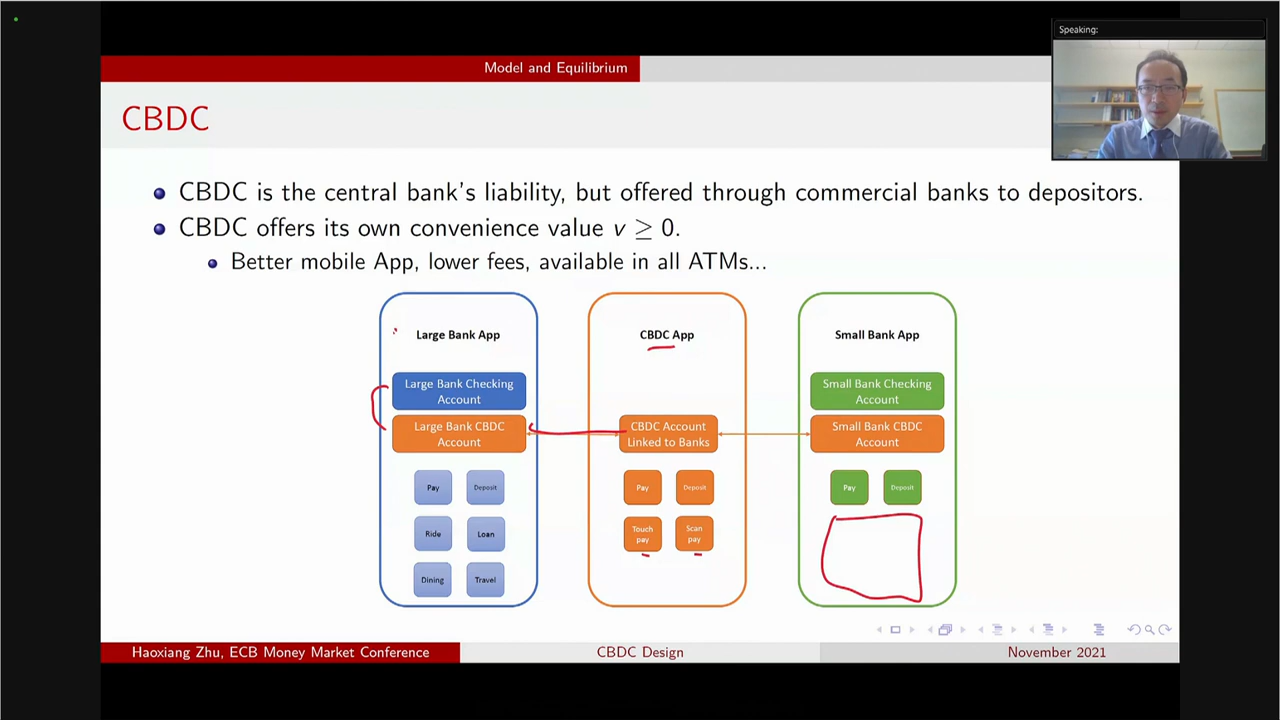 Speaking:
Model and Equilibrium
CBDC
CBDC is the central bank's liability, but offered through commercial banks to depositors.
CBDC offers its own convenience value v ≥ 0.
Better mobile App, lower fees, available in all ATMs...
Large Bank App
Large Bank Checking
Account
Large Bank CBDC
Account
Pay
Deposit
Ride
Loan
Dining
Travel
CBDC App
CBDC Account
Linked to Banks
Pay
Deposit
Touch
pay
Scan
pay
Small Bank App
Small Bank Checking
Account
Small Bank CBDC
Account
Pay
Deposit
Haoxiang Zhu, ECB Money Market Conference
CBDC Design
November 2021